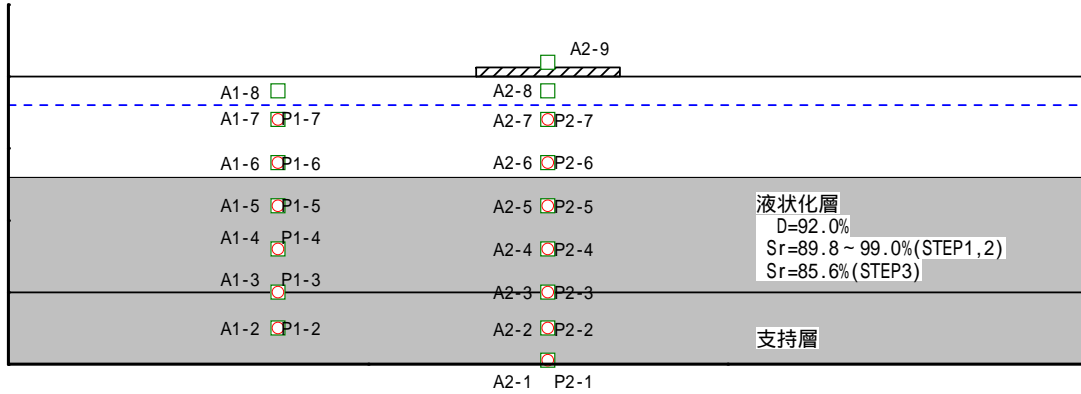 A2-9
A1-8 A2-8
A1-7 P1-7 A2-7 P2-7
A1-6 P1-6 A2-6 P2-6
A1-5 P1-5 A2-5 P2-5
液状化層
D=92.0%
A1-4 P1-4 A2-4 P2-4
Sr=89.8～99.0%(STEP1,2)
Sr=85.6%(STEP3)
A1-3 P1-3 A2-3 P2-3
A1-2 P1-2 A2-2 P2-2
支持層
A2-1 P2-1